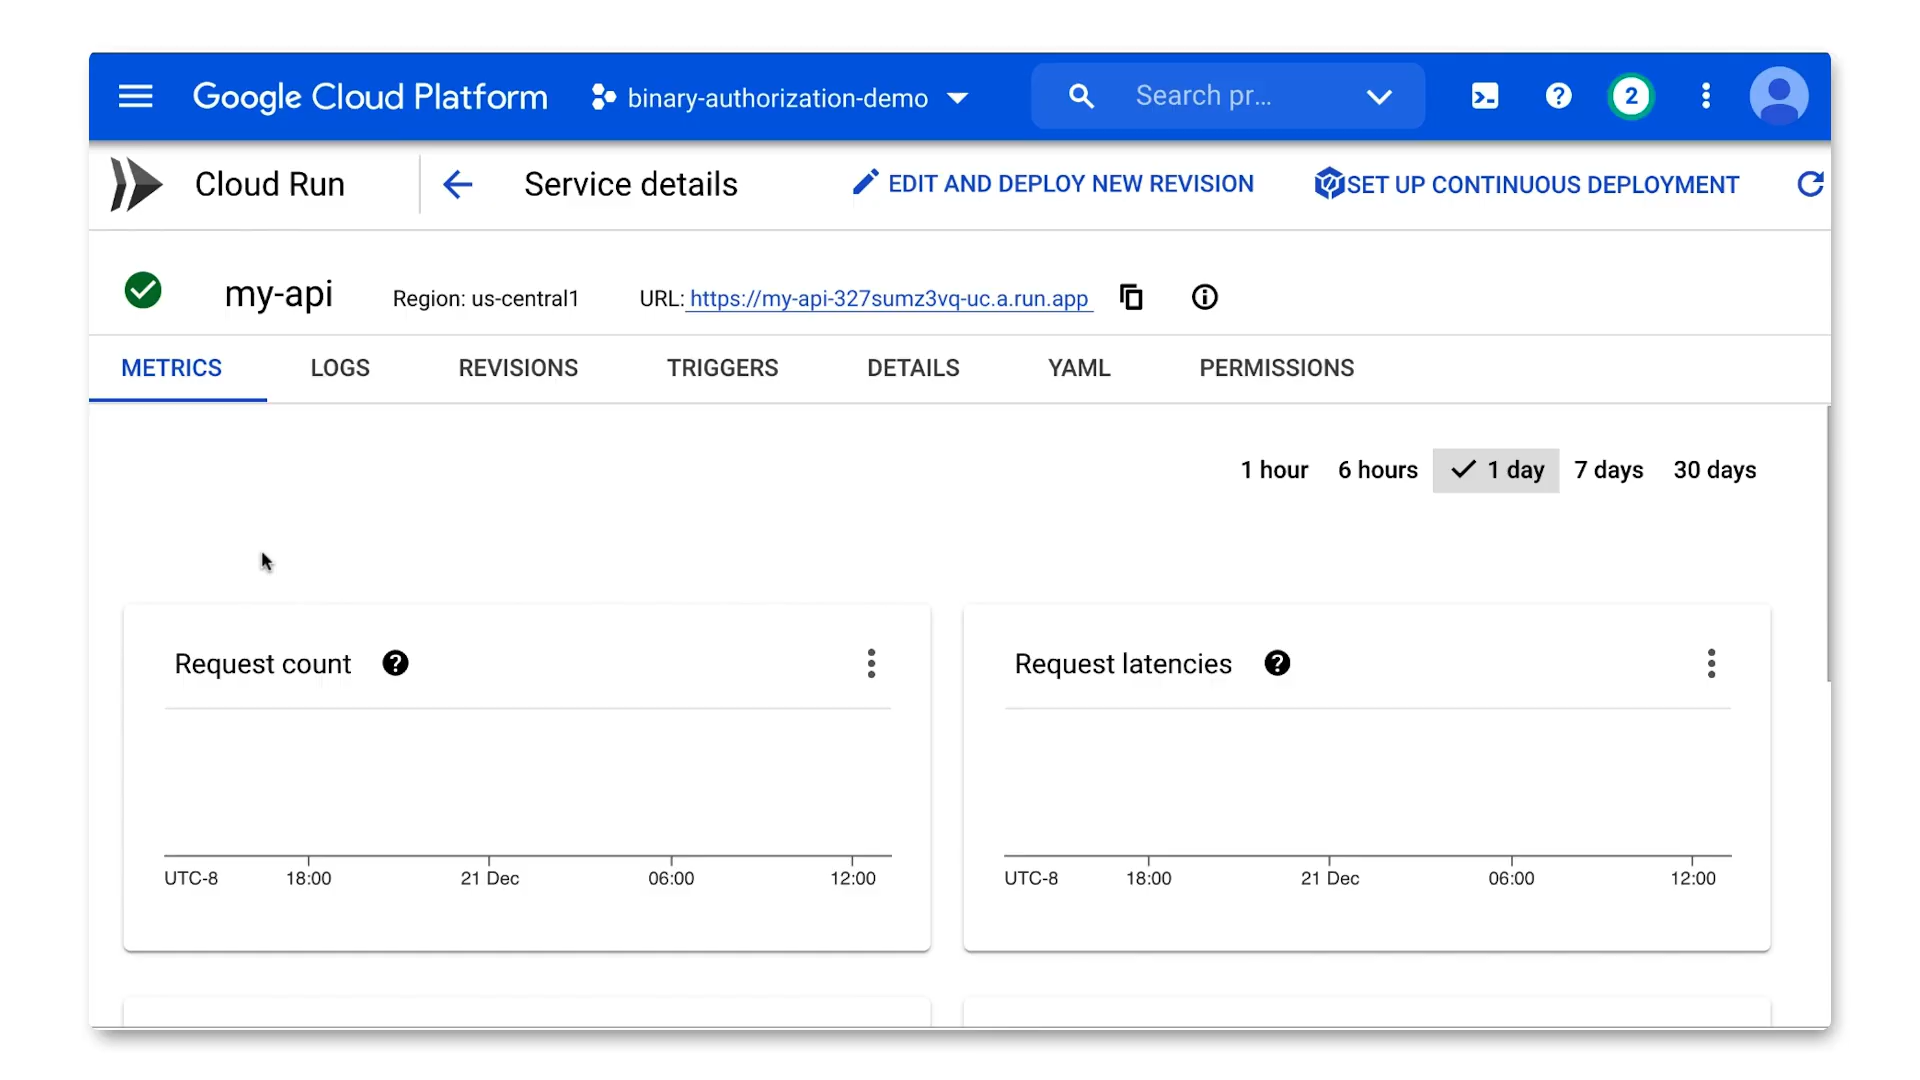 Google Cloud Platform binary-authorization-demo Search pr... 2
Cloud Run Service details EDIT AND DEPLOY NEW REVISION SET UP CONTINUOUS DEPLOYMENT
my-api Region: us-central1 URL: https://my-api-327sumz3vq-uc.a.run.app
METRICS LOGS REVISIONS TRIGGERS DETAILS YAML PERMISSIONS
1 hour 6 hours 1 day 7 days 30 days
Request count
UTC-8 18:00 21 Dec 06:00 12:00
Request latencies
UTC-8 18:00 21 Dec 06:00 12:00